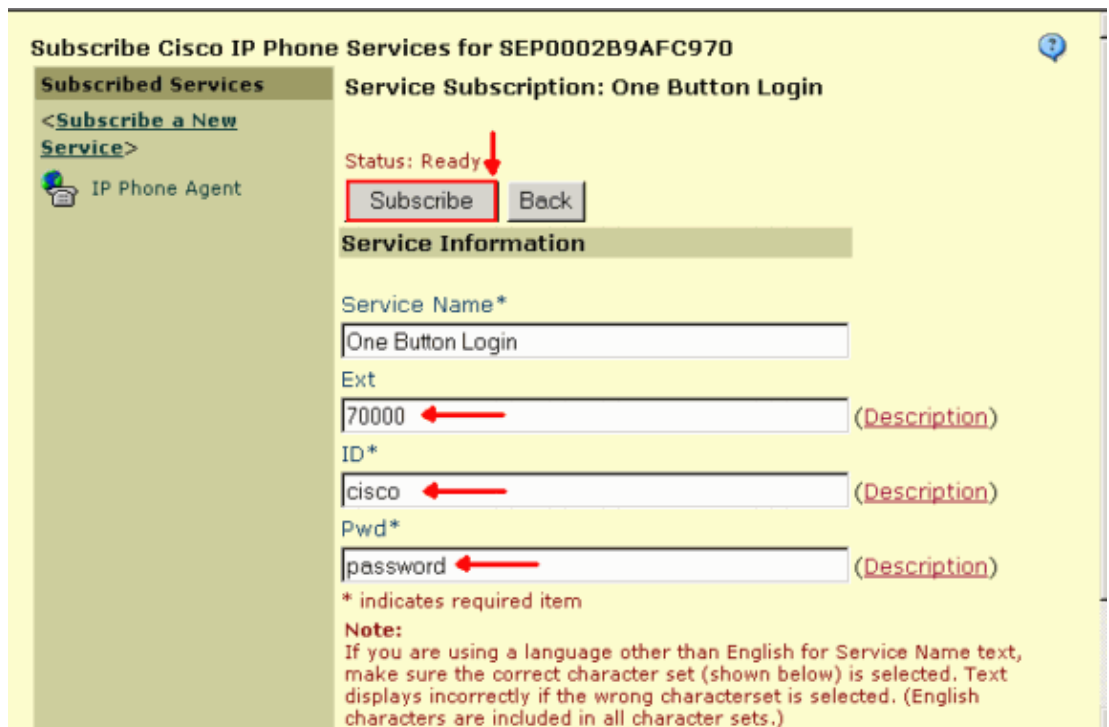 Subscribe Cisco IP Phone Services for SEP0002B9AFC970
Subscribed Services
<Subscribe a New
Service>
IP Phone Agent
Service Subscription: One Button Login
Status: Ready
Subscribe
Back
Service Information
Service Name*
One Button Login
Ext
70000
(Description)
ID*
cisco
(Description)
Pwd*
password
(Description)
* indicates required item
Note:
If you are using a language other than English for Service Name text,
make sure the correct character set (shown below) is selected. Text
displays incorrectly if the wrong characterset is selected. (English
characters are included in all character sets.)